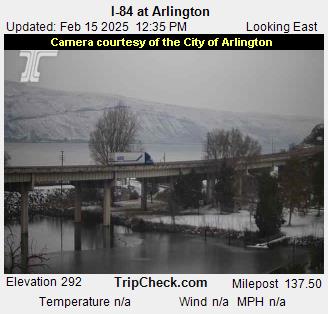 I-84 at Arlington
Updated: Feb 15 2025 12:35 PM Looking East
Camera courtesy of the City of Arlington
Elevation 292 TripCheck.com Milepost 137.50
Temperature n/a Wind n/a MPH n/a